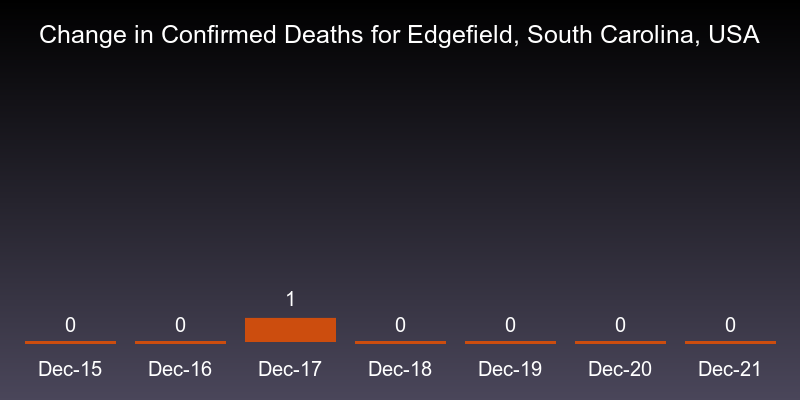 Change in Confirmed Deaths for Edgefield, South Carolina, USA
0 0 1 0 0 0 0
Dec-15 Dec-16 Dec-17 Dec-18 Dec-19 Dec-20 Dec-21